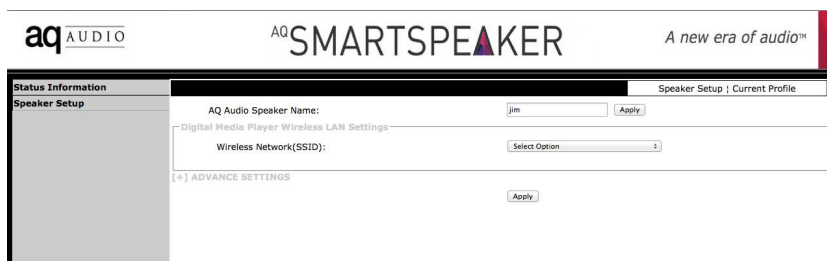 aq AUDIO
AQ SMARTSPEAKER
A new era of audio™
Status Information
Speaker Setup
Speaker Setup ¦ Current Profile
AQ Audio Speaker Name:
jim
Apply
Digital Media Player Wireless LAN Settings
Wireless Network(SSID):
Select Option
[+] ADVANCE SETTINGS
Apply